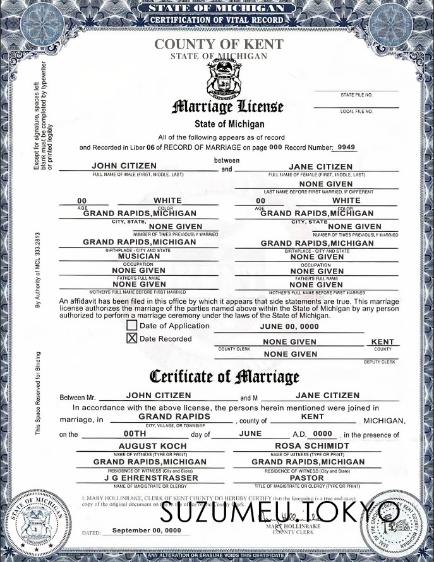 STATE OF MICHIGAN
CERTIFICATION OF VITAL RECORD
COUNTY OF KENT
STATE OF MICHIGAN
Marriage License
State of Michigan
STATE FILE NO.
LOCAL FILE NO.
All of the following appears as of record
and Recorded in Liber 06 of RECORD OF MARRIAGE on page 000 Record Number: 9949
between
JOHN CITIZEN and JANE CITIZEN
FULL NAME OF MALE (FIRST, MIDDLE, LAST) FULL NAME OF FEMALE (FIRST, MIDDLE, LAST)
NONE GIVEN
LAST NAME BEFORE FIRST MARRIED, IF DIFFERENT
00 WHITE 00 WHITE
AGE COLOR AGE COLOR
GRAND RAPIDS,MICHIGAN GRAND RAPIDS,MICHIGAN
CITY, STATE, CITY, STATE,
NONE GIVEN NONE GIVEN
NUMBER OF TIMES PREVIOUSLY MARRIED NUMBER OF TIMES PREVIOUSLY MARRIED
GRAND RAPIDS,MICHIGAN GRAND RAPIDS,MICHIGAN
BIRTHPLACE - CITY AND STATE BIRTHPLACE - CITY AND STATE
MUSICIAN NONE GIVEN
OCCUPATION OCCUPATION
NONE GIVEN NONE GIVEN
FATHER'S FULL NAME FATHER'S FULL NAME
NONE GIVEN NONE GIVEN
MOTHER'S FULL NAME BEFORE FIRST MARRIED MOTHER'S FULL NAME BEFORE FIRST MARRIED
An affidavit has been filed in this office by which it appears that side statements are true. This marriage
license authorizes the marriage of the parties named above within the State of Michigan by any person
authorized to perform a marriage ceremony under the laws of the State of Michigan.
Date of Application JUNE 00, 0000
X Date Recorded NONE GIVEN KENT
COUNTY CLERK COUNTY
NONE GIVEN
DEPUTY CLERK
Certificate of Marriage
Between Mr. JOHN CITIZEN and M JANE CITIZEN
In accordance with the above license, the persons herein mentioned were joined in
marriage, in GRAND RAPIDS , county of KENT MICHIGAN,
CITY, VILLAGE, OR TOWNSHIP
on the 00TH day of JUNE A.D. 0000 , in the presence of
AUGUST KOCH ROSA SCHMIDT
NAME OF WITNESS (TYPE OR PRINT) NAME OF WITNESS (TYPE OR PRINT)
GRAND RAPIDS,MICHIGAN GRAND RAPIDS,MICHIGAN
RESIDENCE OF WITNESS (City and State) RESIDENCE OF WITNESS (City and State)
J G EHRENSTRASSER PASTOR
NAME OF MAGISTRATE OR CLERGY TITLE OF MAGISTRATE OR CLERGY (TYPE OR PRINT)
I, MARY HOLLINRAKE, CLERK OF KENT COUNTY DO HEREBY CERTIFY that the foregoing is a true and exact
copy of the original document on
SUZUMEU.TOKYO
MARY HOLLINRAKE
COUNTY CLERK
DATED: September 00, 0000
ANY ALTERATION OR ERASURE VOIDS THIS CERTIFICATE
Except for signature, spaces left
blank must be completed by typewriter
or printed legibly
By Authority of MCL 333.2813
This Space Reserved for Binding